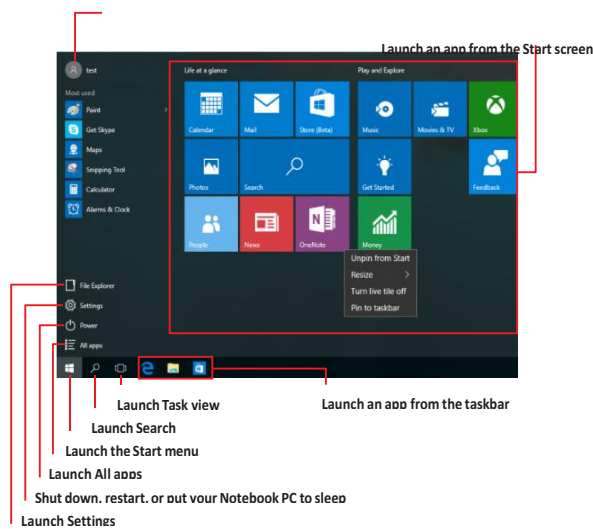 Launch an app from the Start screen
test
Life at a glance
Play and Explore
Most used
Paint
Get Skype
Maps
Snipping Tool
Calculator
Alarms & Clock
Calendar
Mail
Store (Beta)
Music
Movies & TV
Xbox
Photos
Search
Get Started
Feedback
People
News
OneNote
Money
Unpin from Start
Resize
Turn live tile off
Pin to taskbar
File Explorer
Settings
Power
All apps
Launch Task view
Launch an app from the taskbar
Launch Search
Launch the Start menu
Launch All apps
Shut down, restart, or put your Notebook PC to sleep
Launch Settings